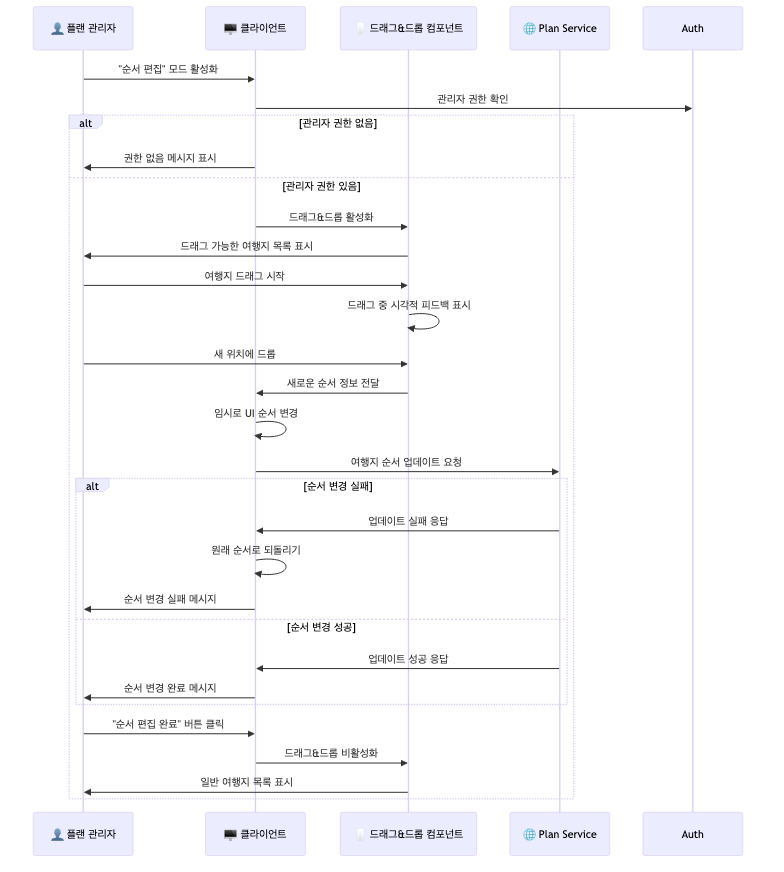 👤 플랜 관리자
🖥️ 클라이언트
드래그&드롭 컴포넌트
🌐 Plan Service
Auth
"순서 편집" 모드 활성화
관리자 권한 확인
alt
[관리자 권한 없음]
권한 없음 메시지 표시
[관리자 권한 있음]
드래그&드롭 활성화
드래그 가능한 여행지 목록 표시
여행지 드래그 시작
드래그 중 시각적 피드백 표시
새 위치에 드롭
새로운 순서 정보 전달
임시로 UI 순서 변경
여행지 순서 업데이트 요청
alt
[순서 변경 실패]
업데이트 실패 응답
원래 순서로 되돌리기
순서 변경 실패 메시지
[순서 변경 성공]
업데이트 성공 응답
순서 변경 완료 메시지
"순서 편집 완료" 버튼 클릭
드래그&드롭 비활성화
일반 여행지 목록 표시
👤 플랜 관리자
🖥️ 클라이언트
드래그&드롭 컴포넌트
🌐 Plan Service
Auth